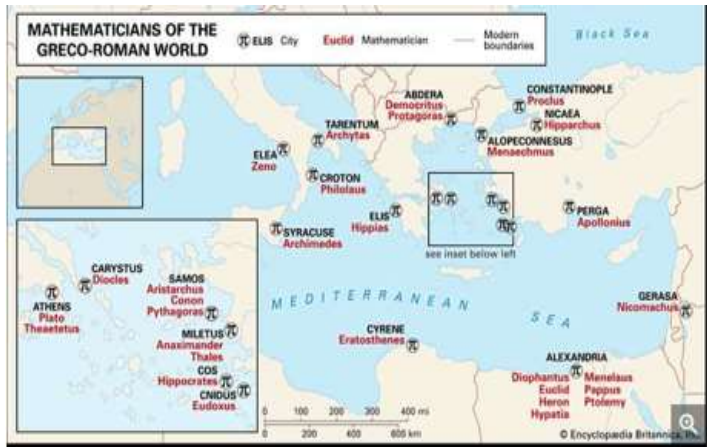 MATHEMATICIANS OF THE
GRECO-ROMAN WORLD
ELIS City
Euclid Mathematician
Modern
boundaries
Black Sea
ABDERA
Democritus
Protagoras
CONSTANTINOPLE
Proclus
NICAEA
Hipparchus
ALOPECONNESUS
Menaechmus
TARENTUM
Archytas
ELEA
Zeno
CROTON
Philolaus
ELIS
Hippias
PERGA
Apollonius
SYRACUSE
Archimedes
see inset below left
CARYSTUS
Diocles
SAMOS
Aristarchus
Conon
Pythagoras
ATHENS
Plato
Theaetetus
MILETUS
Anaximander
Thales
COS
Hippocrates
CNIDUS
Eudoxus
MEDITERRANEAN
SEA
GERASA
Nicomachus
CYRENE
Eratosthenes
ALEXANDRIA
Diophantus Menelaus
Euclid Pappus
Heron Ptolemy
Hypatia
0 100 200 300 400 mi
0 200 400 600 km
© Encyclopædia Britannica,